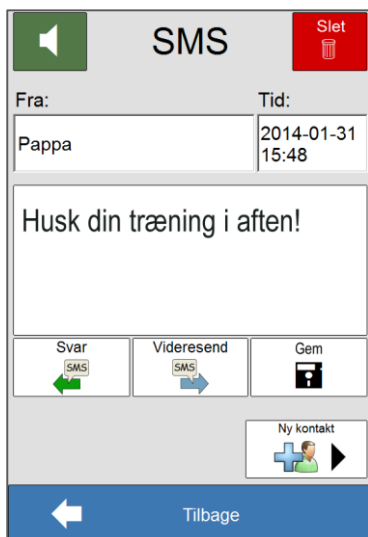 SMS
Slet
Fra:
Tid:
Pappa
2014-01-31
15:48
Husk din træning i aften!
Svar
SMS
Videresend
SMS
Gem
Ny kontakt
Tilbage